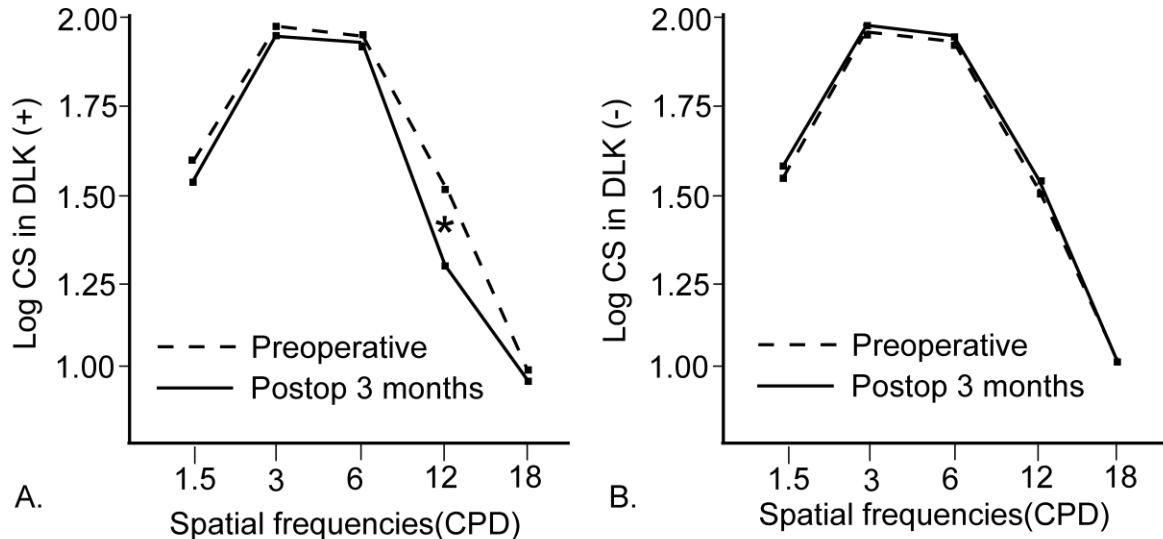 2.00
1.75
1.50
1.25
1.00
Log CS in DLK (+)
*
Preoperative
Postop 3 months
1.5 3 6 12 18
A.
Spatial frequencies(CPD)
2.00
1.75
1.50
1.25
1.00
Log CS in DLK (-)
Preoperative
Postop 3 months
1.5 3 6 12 18
B.
Spatial frequencies(CPD)